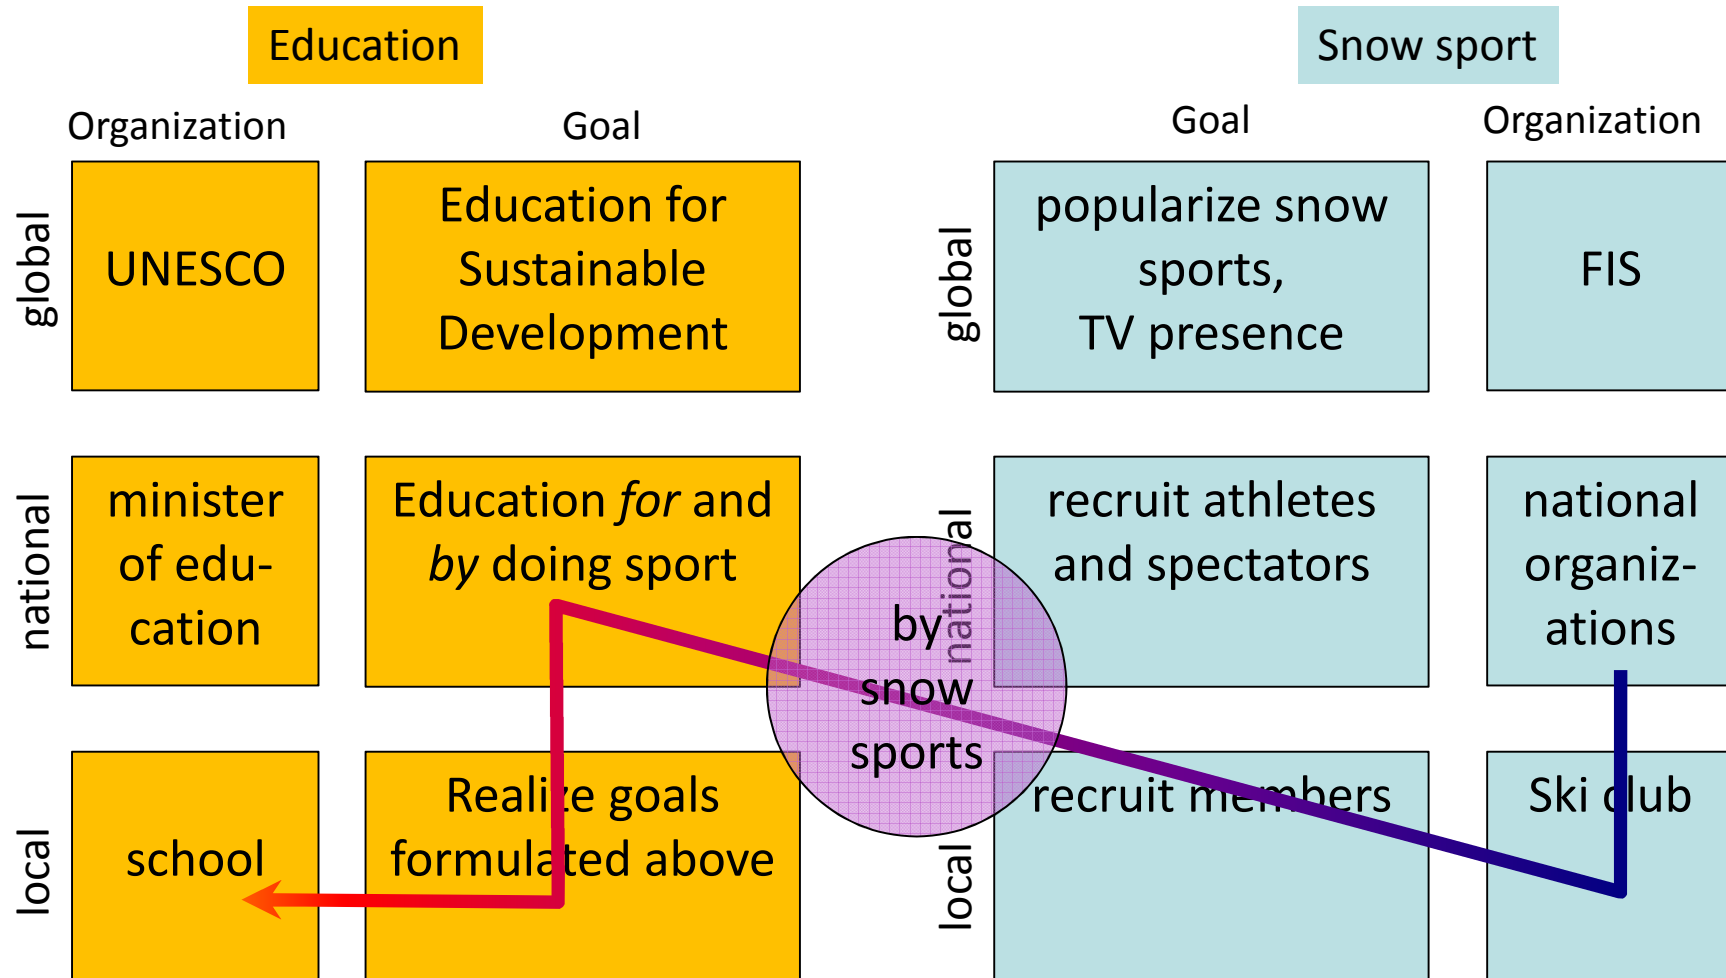 Education
Snow sport
Organization
Goal
Goal
Organization
global
UNESCO
Education for
Sustainable
Development
global
popularize snow
sports,
TV presence
FIS
national
minister
of edu-
cation
Education for and
by doing sport
by
snow
sports
national
recruit athletes
and spectators
national
organiz-
ations
local
school
Realize goals
formulated above
local
recruit members
Ski club